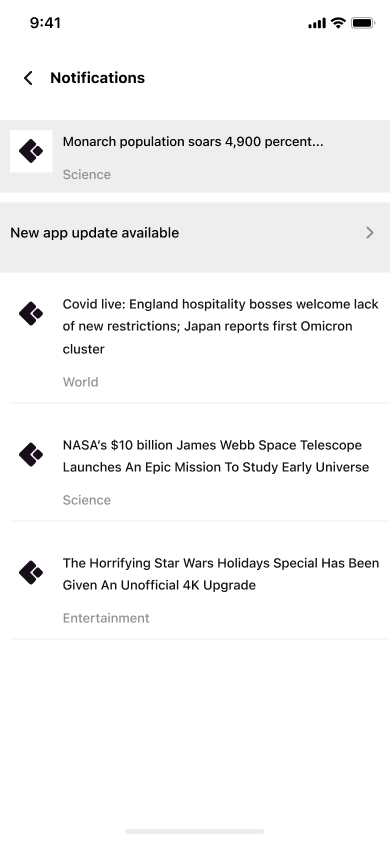 9:41
Notifications
Monarch population soars 4,900 percent...
Science
New app update available
Covid live: England hospitality bosses welcome lack
of new restrictions; Japan reports first Omicron
cluster
World
NASA’s $10 billion James Webb Space Telescope
Launches An Epic Mission To Study Early Universe
Science
The Horrifying Star Wars Holidays Special Has Been
Given An Unofficial 4K Upgrade
Entertainment